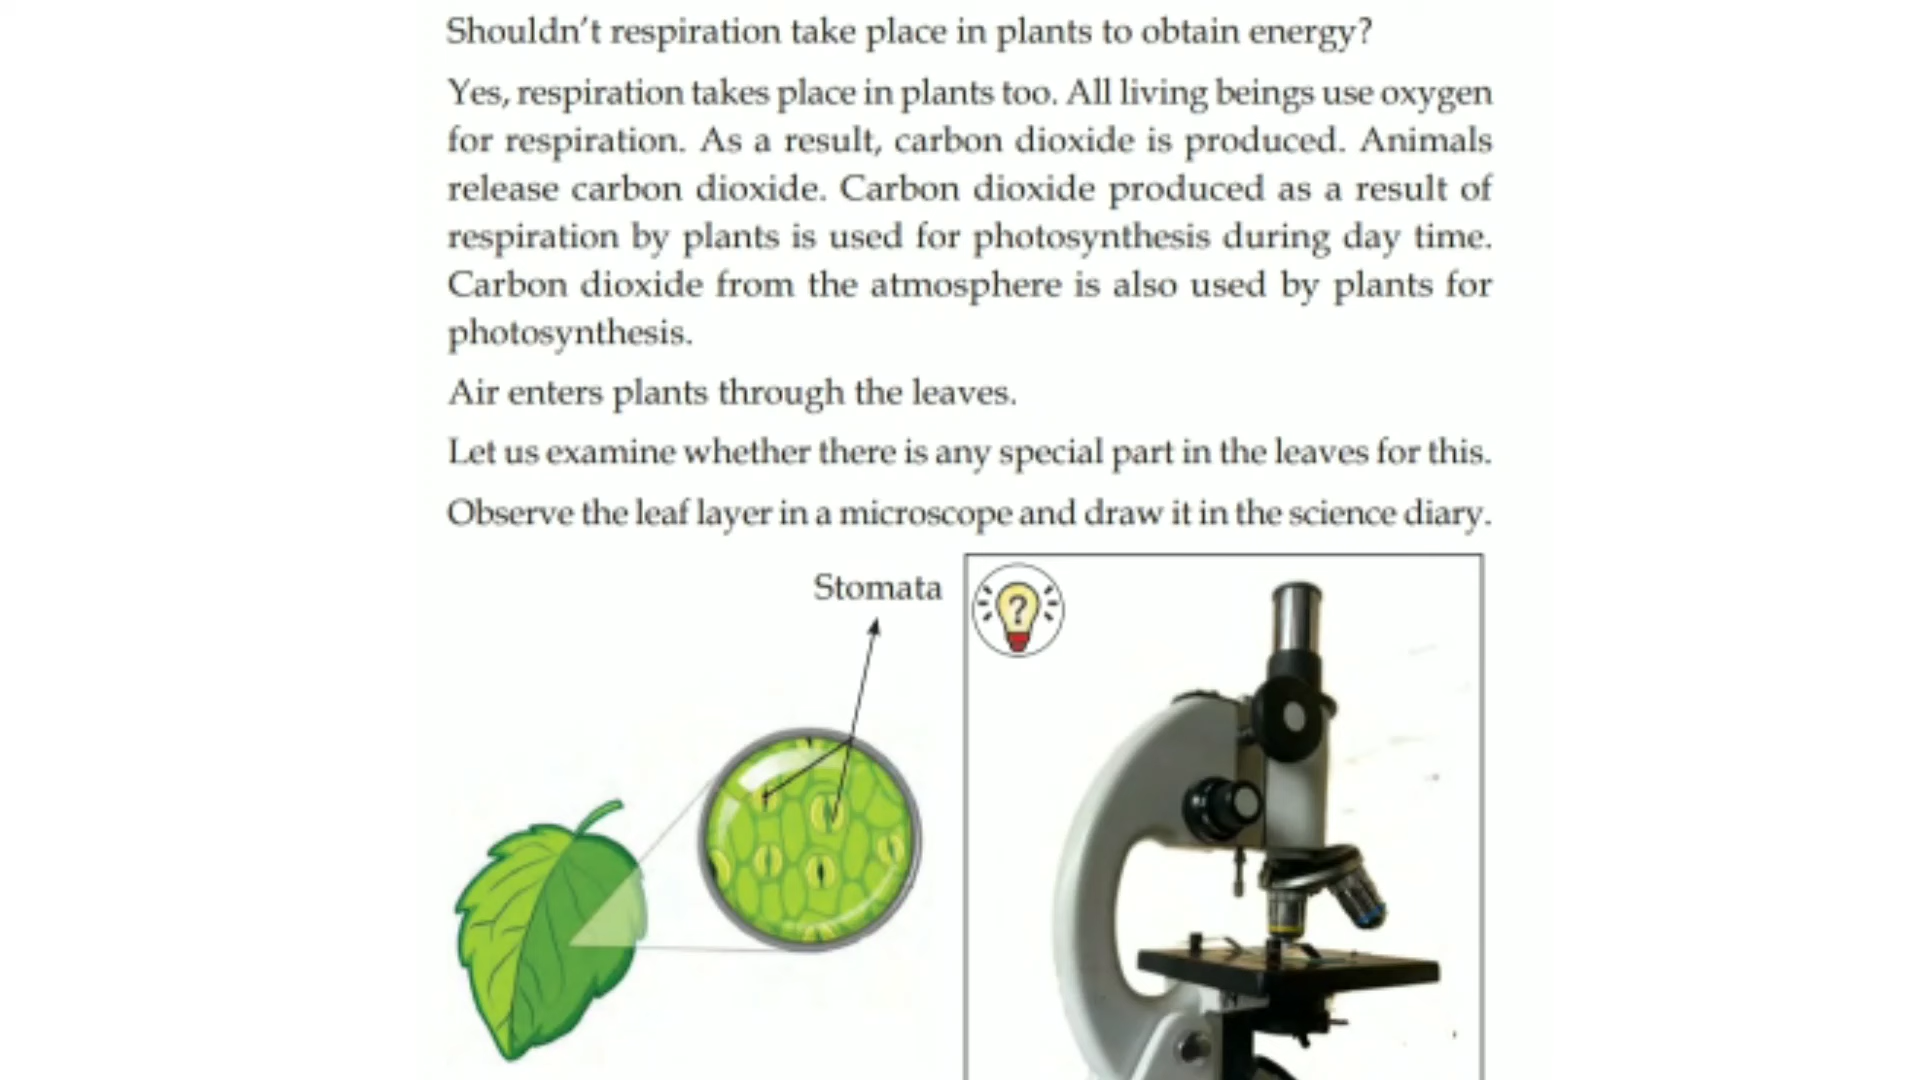 Shouldn't respiration take place in plants to obtain energy?
Yes, respiration takes place in plants too. All living beings use oxygen
for respiration. As a result, carbon dioxide is produced. Animals
release carbon dioxide. Carbon dioxide produced as a result of
respiration by plants is used for photosynthesis during day time.
Carbon dioxide from the atmosphere is also used by plants for
photosynthesis.
Air enters plants through the leaves.
Let us examine whether there is any special part in the leaves for this.
Observe the leaf layer in a microscope and draw it in the science diary.
Stomata
?